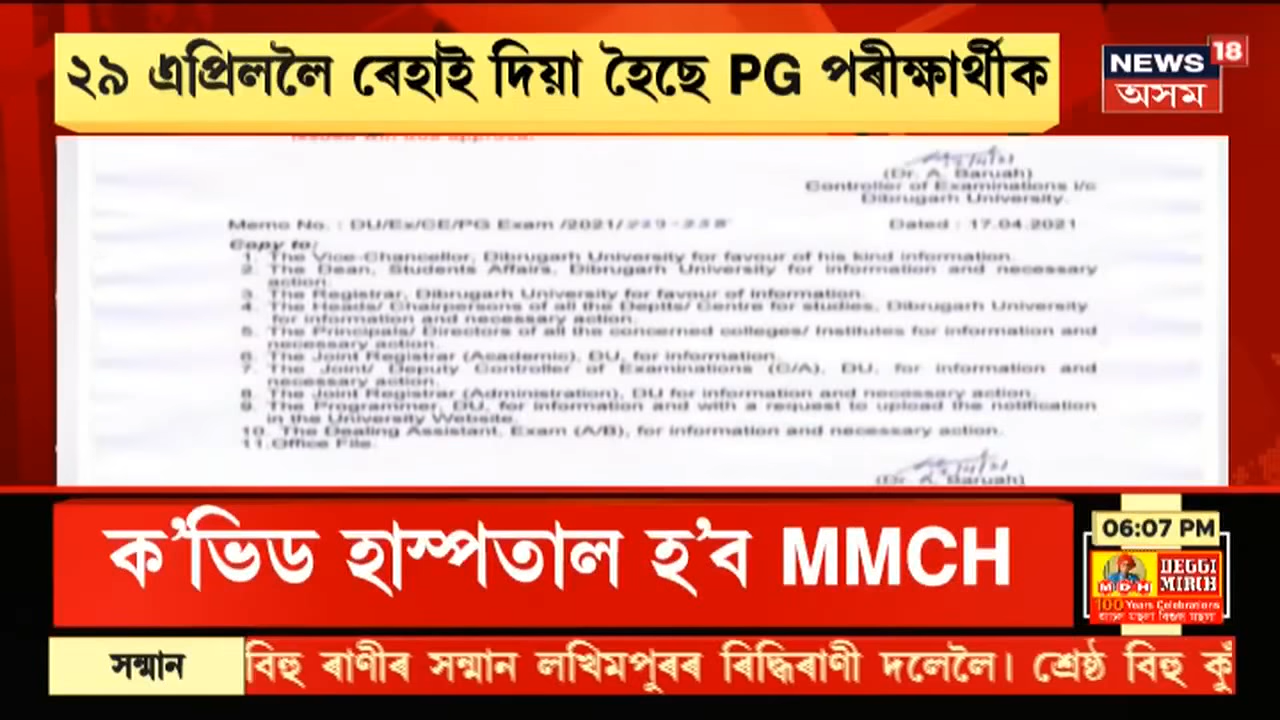 ২৯ এপ্ৰিললৈ ৰেহাই দিয়া হৈছে PG পৰীক্ষাৰ্থীক
NEWS 18
অসম
(Dr. A. Baruah)
Controller of Examinations i/c
Dibrugarh University.
Memo No. : DU/Ex/CE/PG Exam /2021/
Dated : 17.04.2021
Copy to:
1. The Vice-Chancellor, Dibrugarh University for favour of his kind information.
2. The Dean, Students Affairs, Dibrugarh University for information and necessary
action.
3. The Registrar, Dibrugarh University for favour of information.
4. The Heads/ Chairpersons of all the Deptts/ Centre for studies, Dibrugarh University
for information and necessary action.
5. The Principals/ Directors of all the concerned colleges/ Institutes for information and
necessary action.
6. The Joint Registrar (Academic), DU, for information.
7. The Joint/ Deputy Controller of Examinations (C/A), DU, for information and
necessary action.
8. The Joint Registrar (Administration), DU for information and necessary action.
9. The Programmer, DU, for information and with a request to upload the notification
in the University Website.
10. The Dealing Assistant, Exam (A/B), for information and necessary action.
11. Office File.
(Dr. A. Baruah)
ক'ভিড হাস্পতাল হ'ব MMCH
06:07 PM
MDH DEGGI
MIRCH
100 Years Celebrations
সন্মান
বিহু ৰাণীৰ সন্মান লখিমপুৰৰ ৰিদ্ধিৰাণী দলেলৈ। শ্ৰেষ্ঠ বিহু